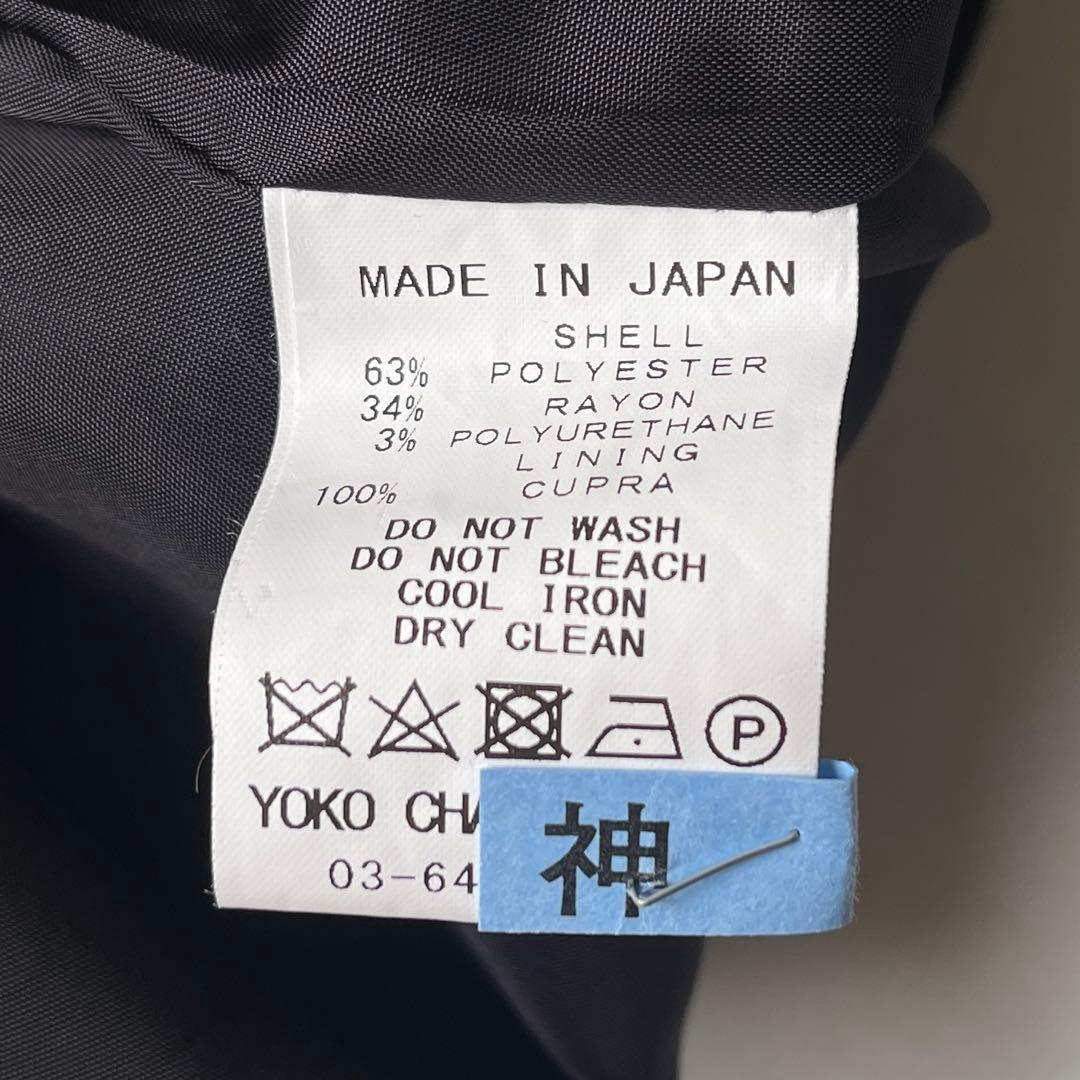 MADE IN JAPAN
SHELL
63% POLYESTER
34% RAYON
3% POLYURETHANE
LINING
100% CUPRA
DO NOT WASH
DO NOT BLEACH
COOL IRON
DRY CLEAN
P
YOKO
03-64
神